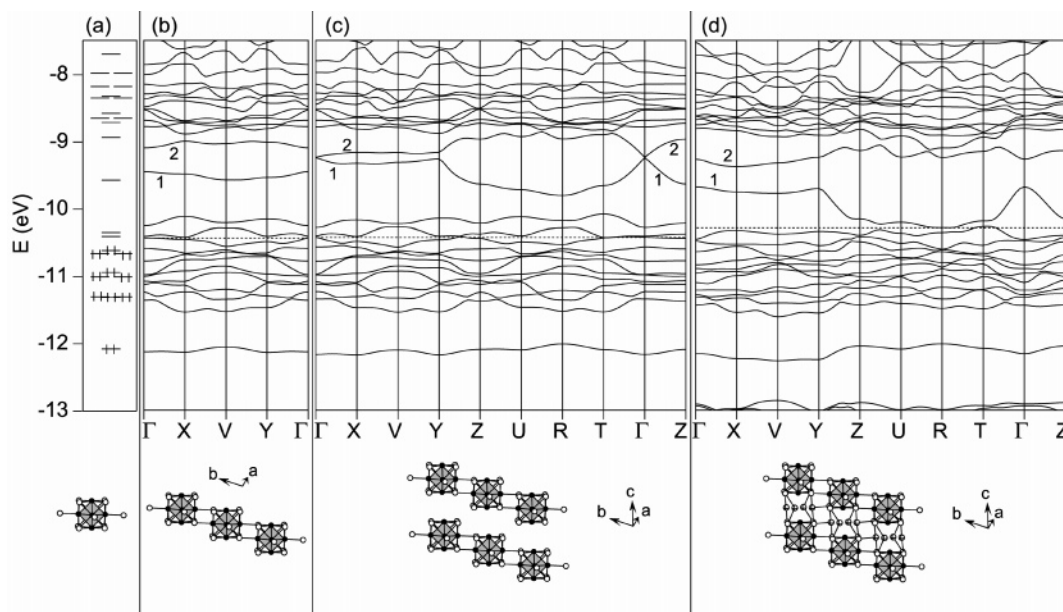 (a) (b) (c) (d)
E (eV)
-8
-9
-10
-11
-12
-13
2
1
2
1
2
1
2
1
Γ X V Y Γ
Γ X V Y Z U R T Γ Z
Γ X V Y Z U R T Γ Z
b a
c
b a
c
b a